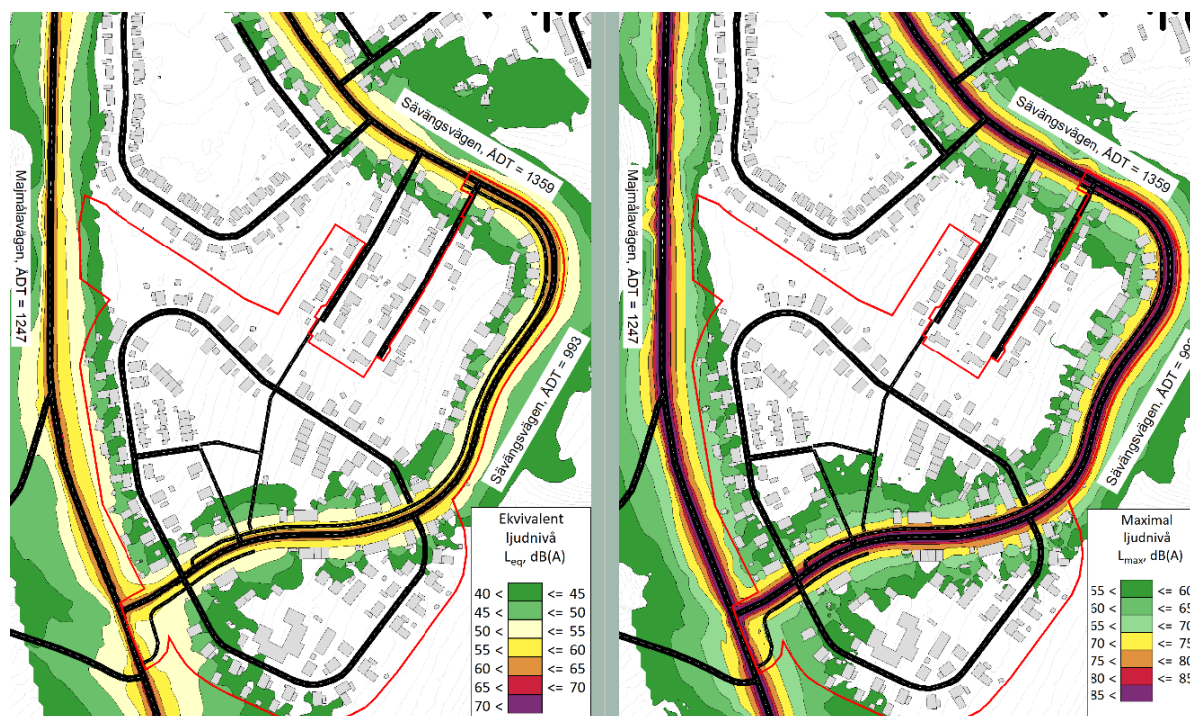 Sävängsvägen, ÅDT = 1359
Majmålavägen, ÅDT = 1247
Sävängsvägen, ÅDT = 993
Ekvivalent
ljudnivå
Leq, dB(A)
40 < <= 45
45 < <= 50
50 < <= 55
55 < <= 60
60 < <= 65
65 < <= 70
70 <
Sävängsvägen, ÅDT = 1359
Majmålavägen, ÅDT = 1247
Sävängsvägen, ÅDT = 99
Maximal
ljudnivå
Lmax, dB(A)
55 < <= 60
60 < <= 65
65 < <= 70
70 < <= 75
75 < <= 80
80 < <= 85
85 <